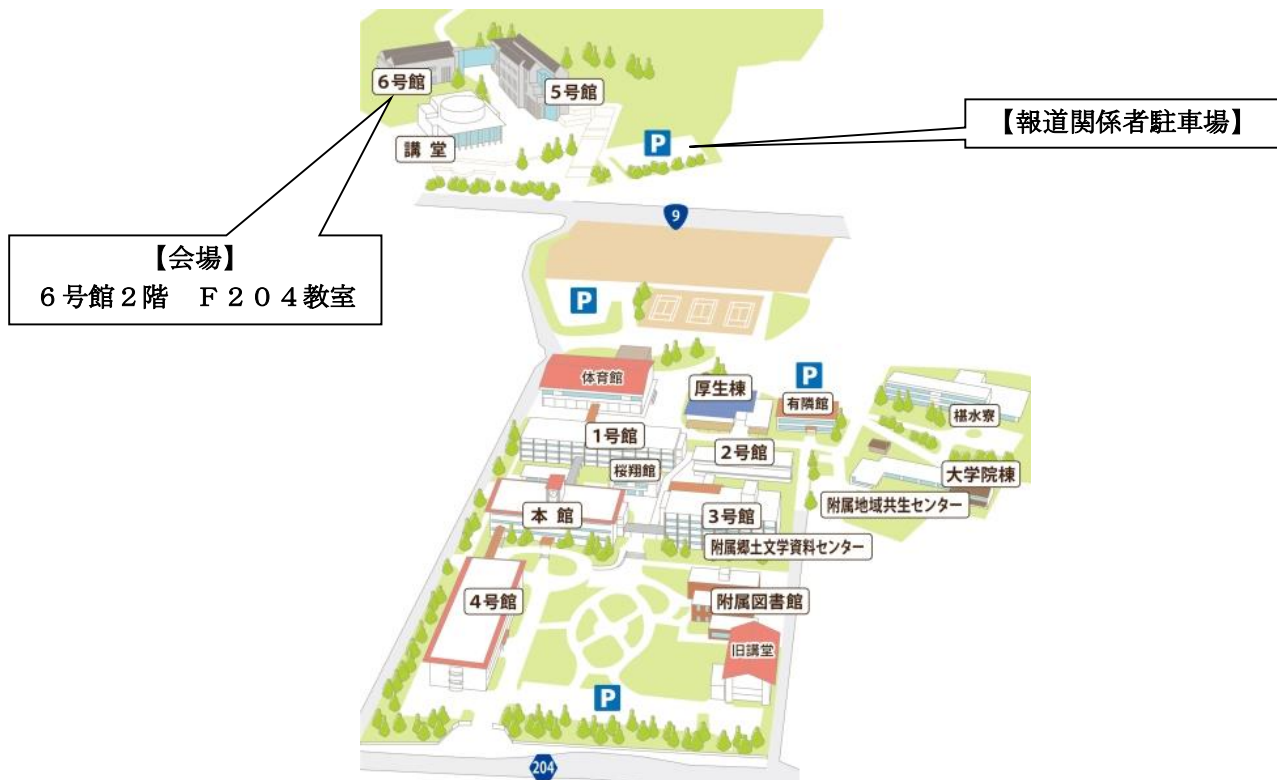 6号館
5号館
講 堂
P
【報道関係者駐車場】
9
【会場】
６号館２階　Ｆ２０４教室
P
体育館
厚生棟
P
有隣館
椹水寮
1号館
2号館
桜翔館
大学院棟
附属地域共生センター
本 館
3号館
附属郷土文学資料センター
4号館
附属図書館
旧講堂
P
204